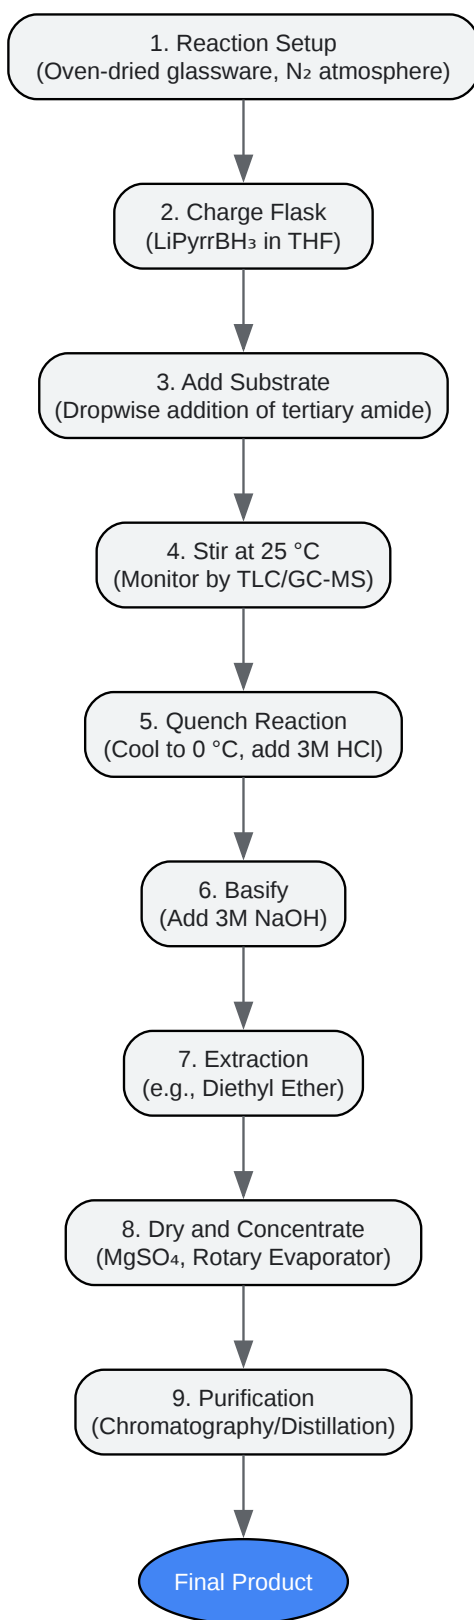 1. Reaction Setup
(Oven-dried glassware, N₂ atmosphere)
2. Charge Flask
(LiPyrrBH₃ in THF)
3. Add Substrate
(Dropwise addition of tertiary amide)
4. Stir at 25 °C
(Monitor by TLC/GC-MS)
5. Quench Reaction
(Cool to 0 °C, add 3M HCl)
6. Basify
(Add 3M NaOH)
7. Extraction
(e.g., Diethyl Ether)
8. Dry and Concentrate
(MgSO₄, Rotary Evaporator)
9. Purification
(Chromatography/Distillation)
Final Product